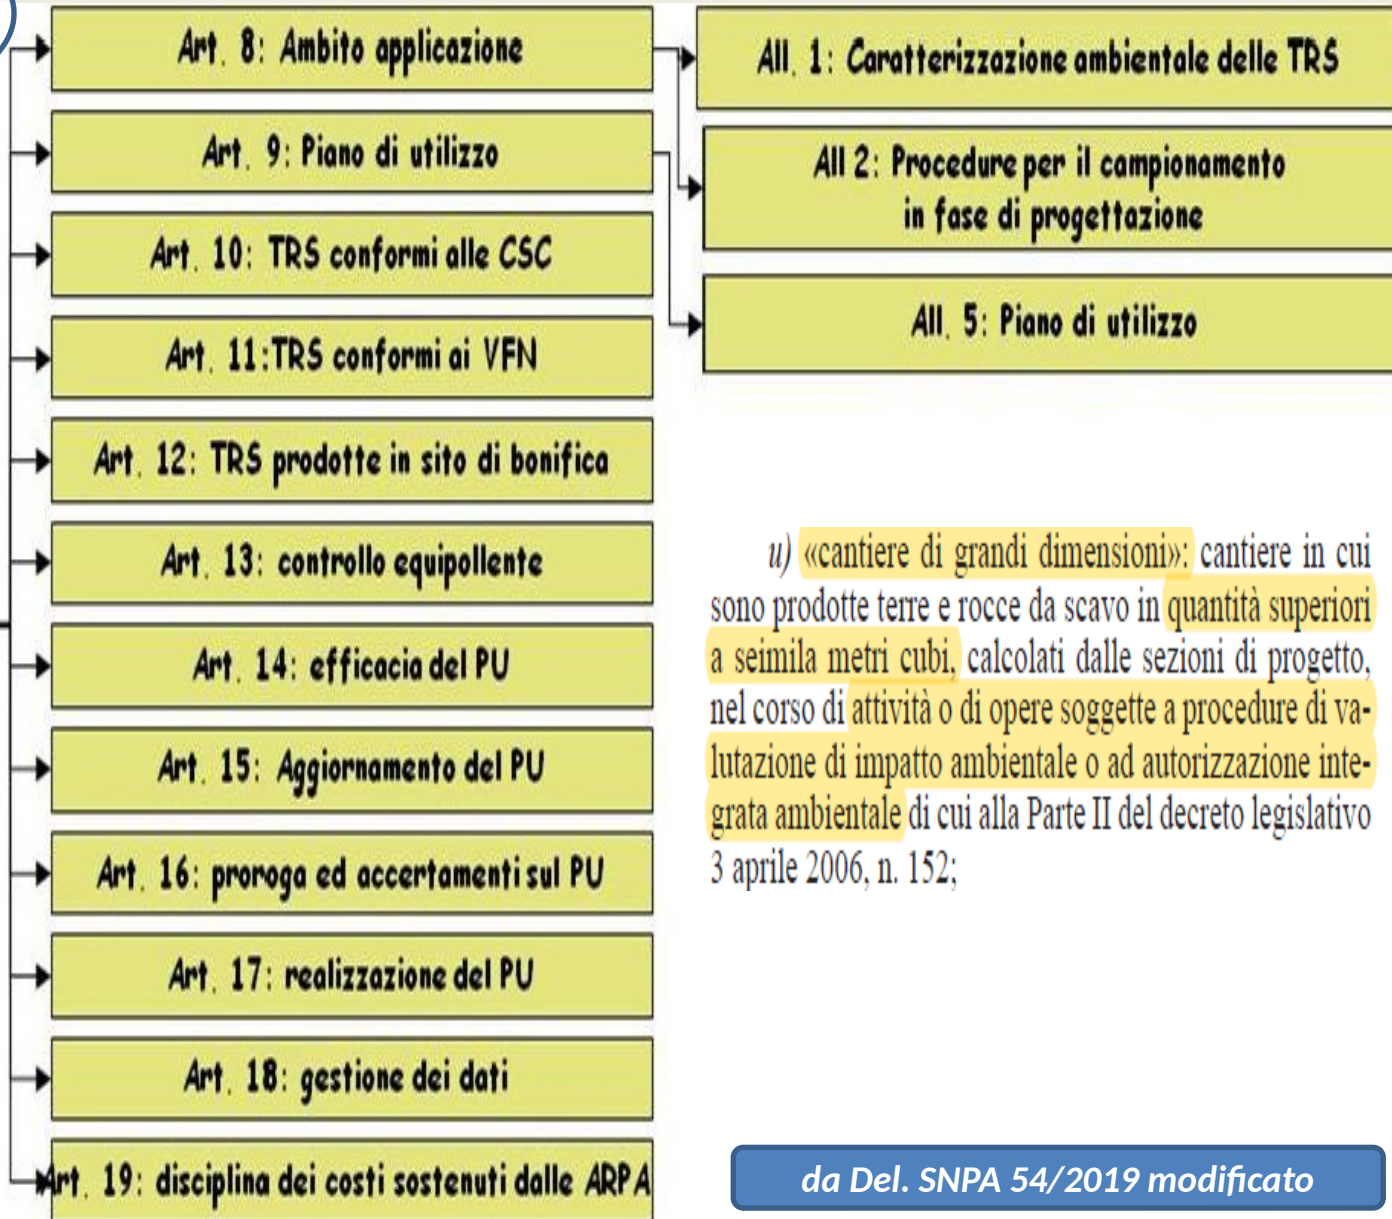 Art. 8: Ambito applicazione
Art. 9: Piano di utilizzo
Art. 10: TRS conformi alle CSC
Art. 11:TRS conformi ai VFN
Art. 12: TRS prodotte in sito di bonifica
Art. 13: controllo equipollente
Art. 14: efficacia del PU
Art. 15: Aggiornamento del PU
Art. 16: proroga ed accertamenti sul PU
Art. 17: realizzazione del PU
Art. 18: gestione dei dati
Art. 19: disciplina dei costi sostenuti dalle ARPA
All. 1: Caratterizzazione ambientale delle TRS
All 2: Procedure per il campionamento
in fase di progettazione
All. 5: Piano di utilizzo
u) «cantiere di grandi dimensioni»: cantiere in cui
sono prodotte terre e rocce da scavo in quantità superiori
a seimila metri cubi, calcolati dalle sezioni di progetto,
nel corso di attività o di opere soggette a procedure di va-
lutazione di impatto ambientale o ad autorizzazione inte-
grata ambientale di cui alla Parte II del decreto legislativo
3 aprile 2006, n. 152;
da Del. SNPA 54/2019 modificato